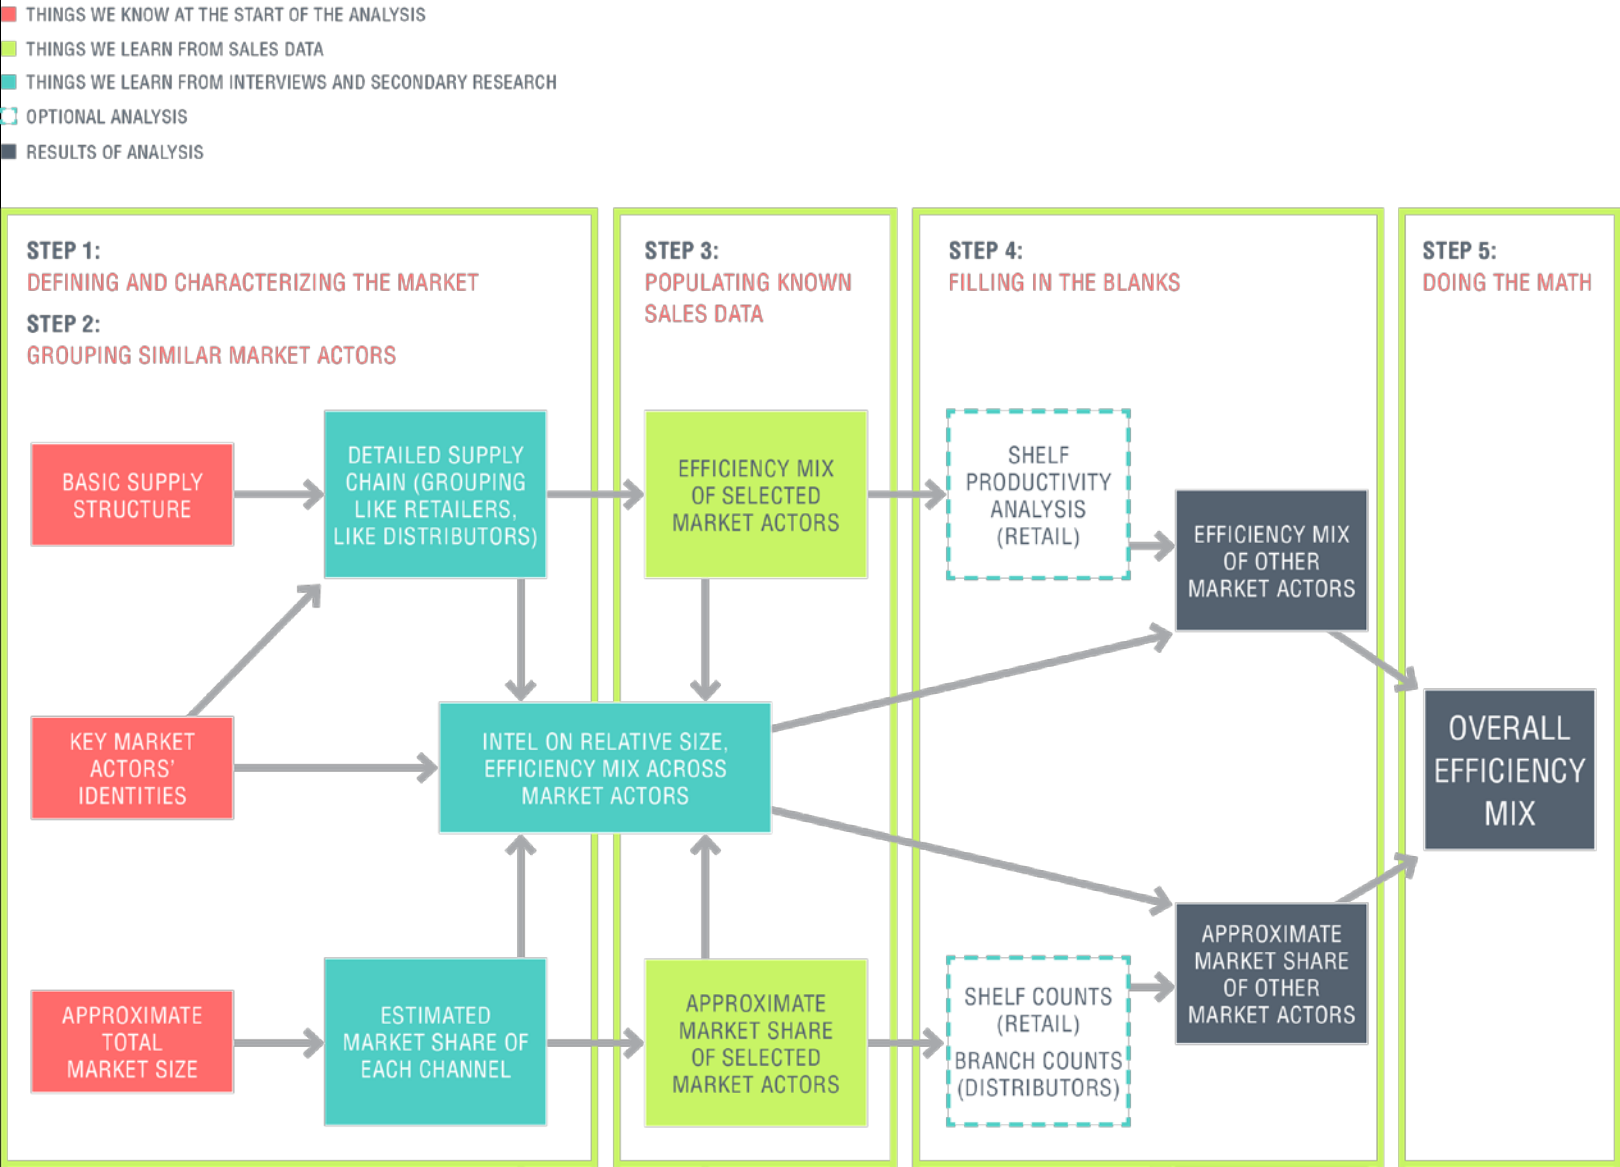 THINGS WE KNOW AT THE START OF THE ANALYSIS
THINGS WE LEARN FROM SALES DATA
THINGS WE LEARN FROM INTERVIEWS AND SECONDARY RESEARCH
OPTIONAL ANALYSIS
RESULTS OF ANALYSIS
STEP 1:
DEFINING AND CHARACTERIZING THE MARKET
STEP 2:
GROUPING SIMILAR MARKET ACTORS
BASIC SUPPLY
STRUCTURE
DETAILED SUPPLY
CHAIN (GROUPING
LIKE RETAILERS,
LIKE DISTRIBUTORS)
KEY MARKET
ACTORS’
IDENTITIES
INTEL ON RELATIVE SIZE,
EFFICIENCY MIX ACROSS
MARKET ACTORS
APPROXIMATE
TOTAL
MARKET SIZE
ESTIMATED
MARKET SHARE OF
EACH CHANNEL
STEP 3:
POPULATING KNOWN
SALES DATA
EFFICIENCY MIX
OF SELECTED
MARKET ACTORS
APPROXIMATE
MARKET SHARE
OF SELECTED
MARKET ACTORS
STEP 4:
FILLING IN THE BLANKS
SHELF
PRODUCTIVITY
ANALYSIS
(RETAIL)
EFFICIENCY MIX
OF OTHER
MARKET ACTORS
SHELF COUNTS
(RETAIL)
BRANCH COUNTS
(DISTRIBUTORS)
APPROXIMATE
MARKET SHARE
OF OTHER
MARKET ACTORS
STEP 5:
DOING THE MATH
OVERALL
EFFICIENCY
MIX